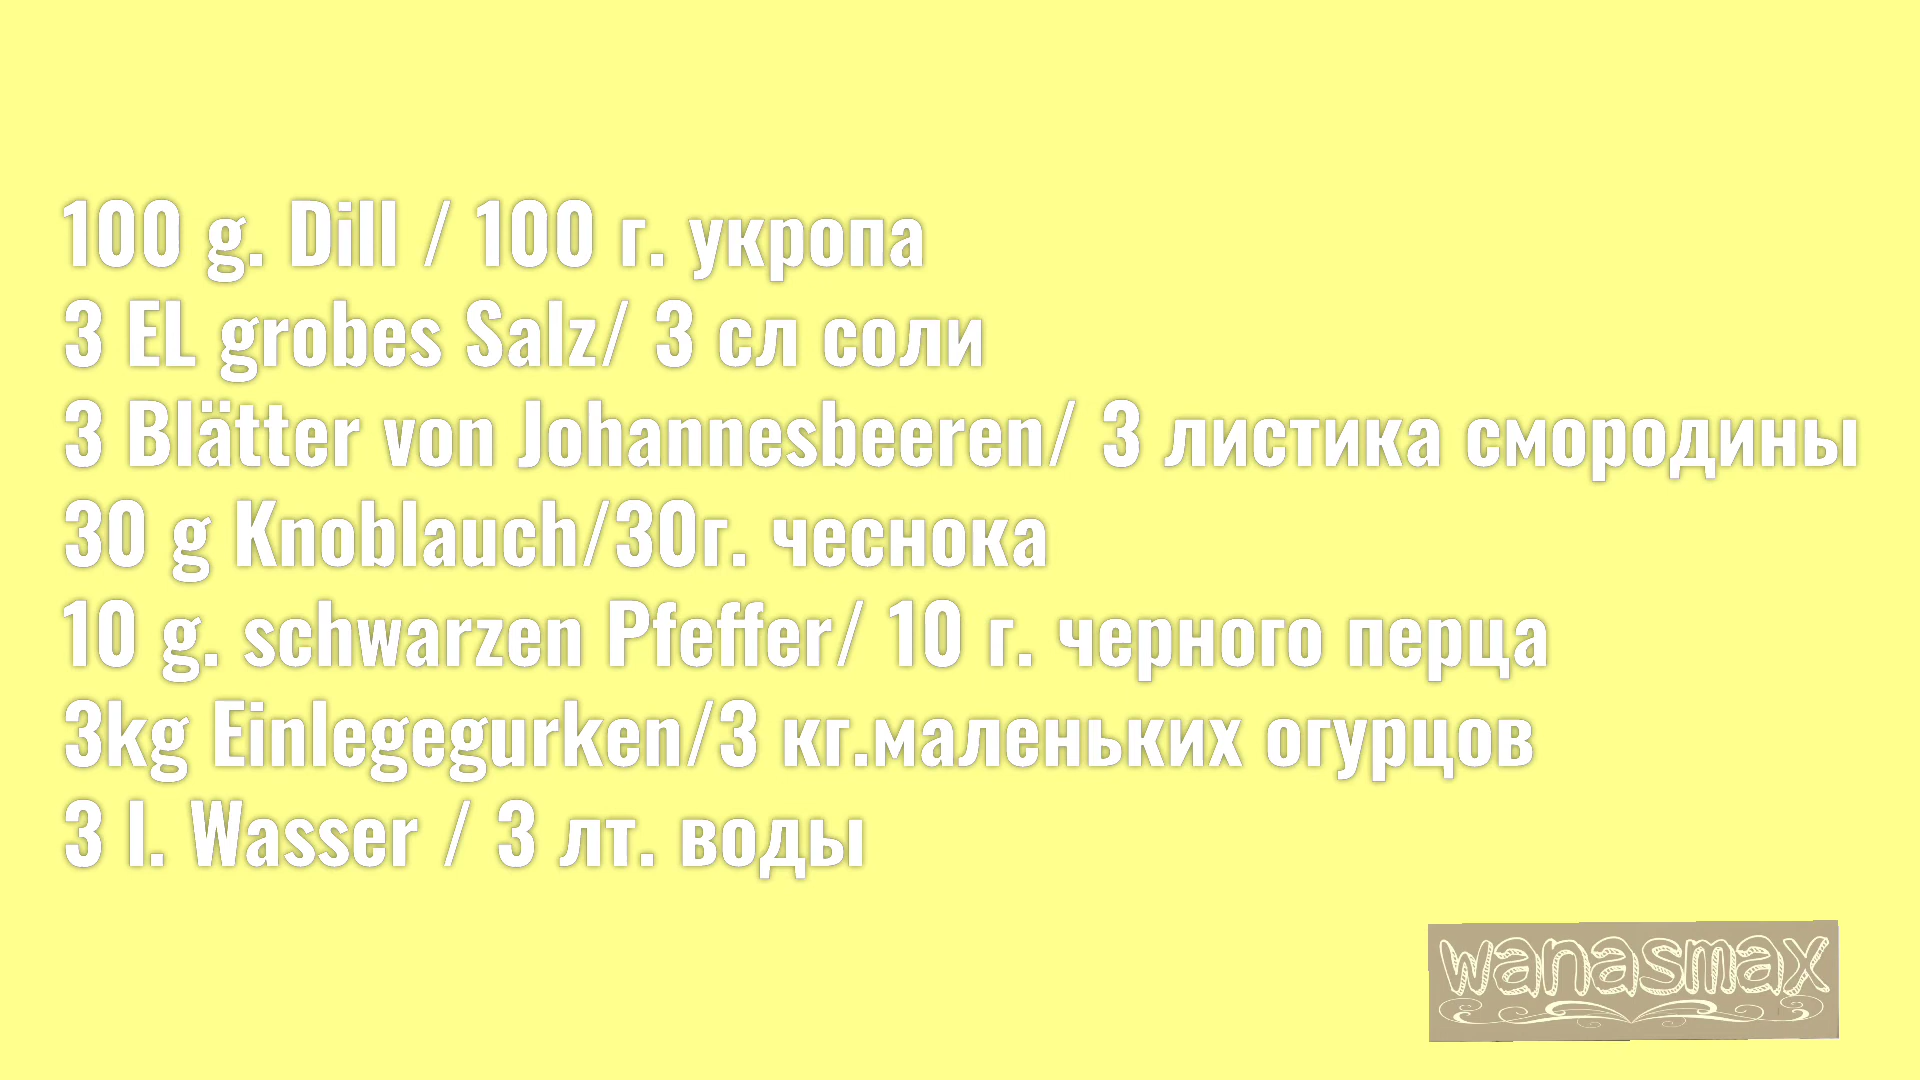 100 g. Dill / 100 г. укропа
3 EL grobes Salz/ 3 сл соли
3 Blätter von Johannesbeeren/ 3 листика смородины
30 g Knoblauch/30г. чеснока
10 g. schwarzen Pfeffer/ 10 г. черного перца
3kg Einlegegurken/3 кг.маленьких огурцов
3 l. Wasser / 3 лт. воды
wanasmax